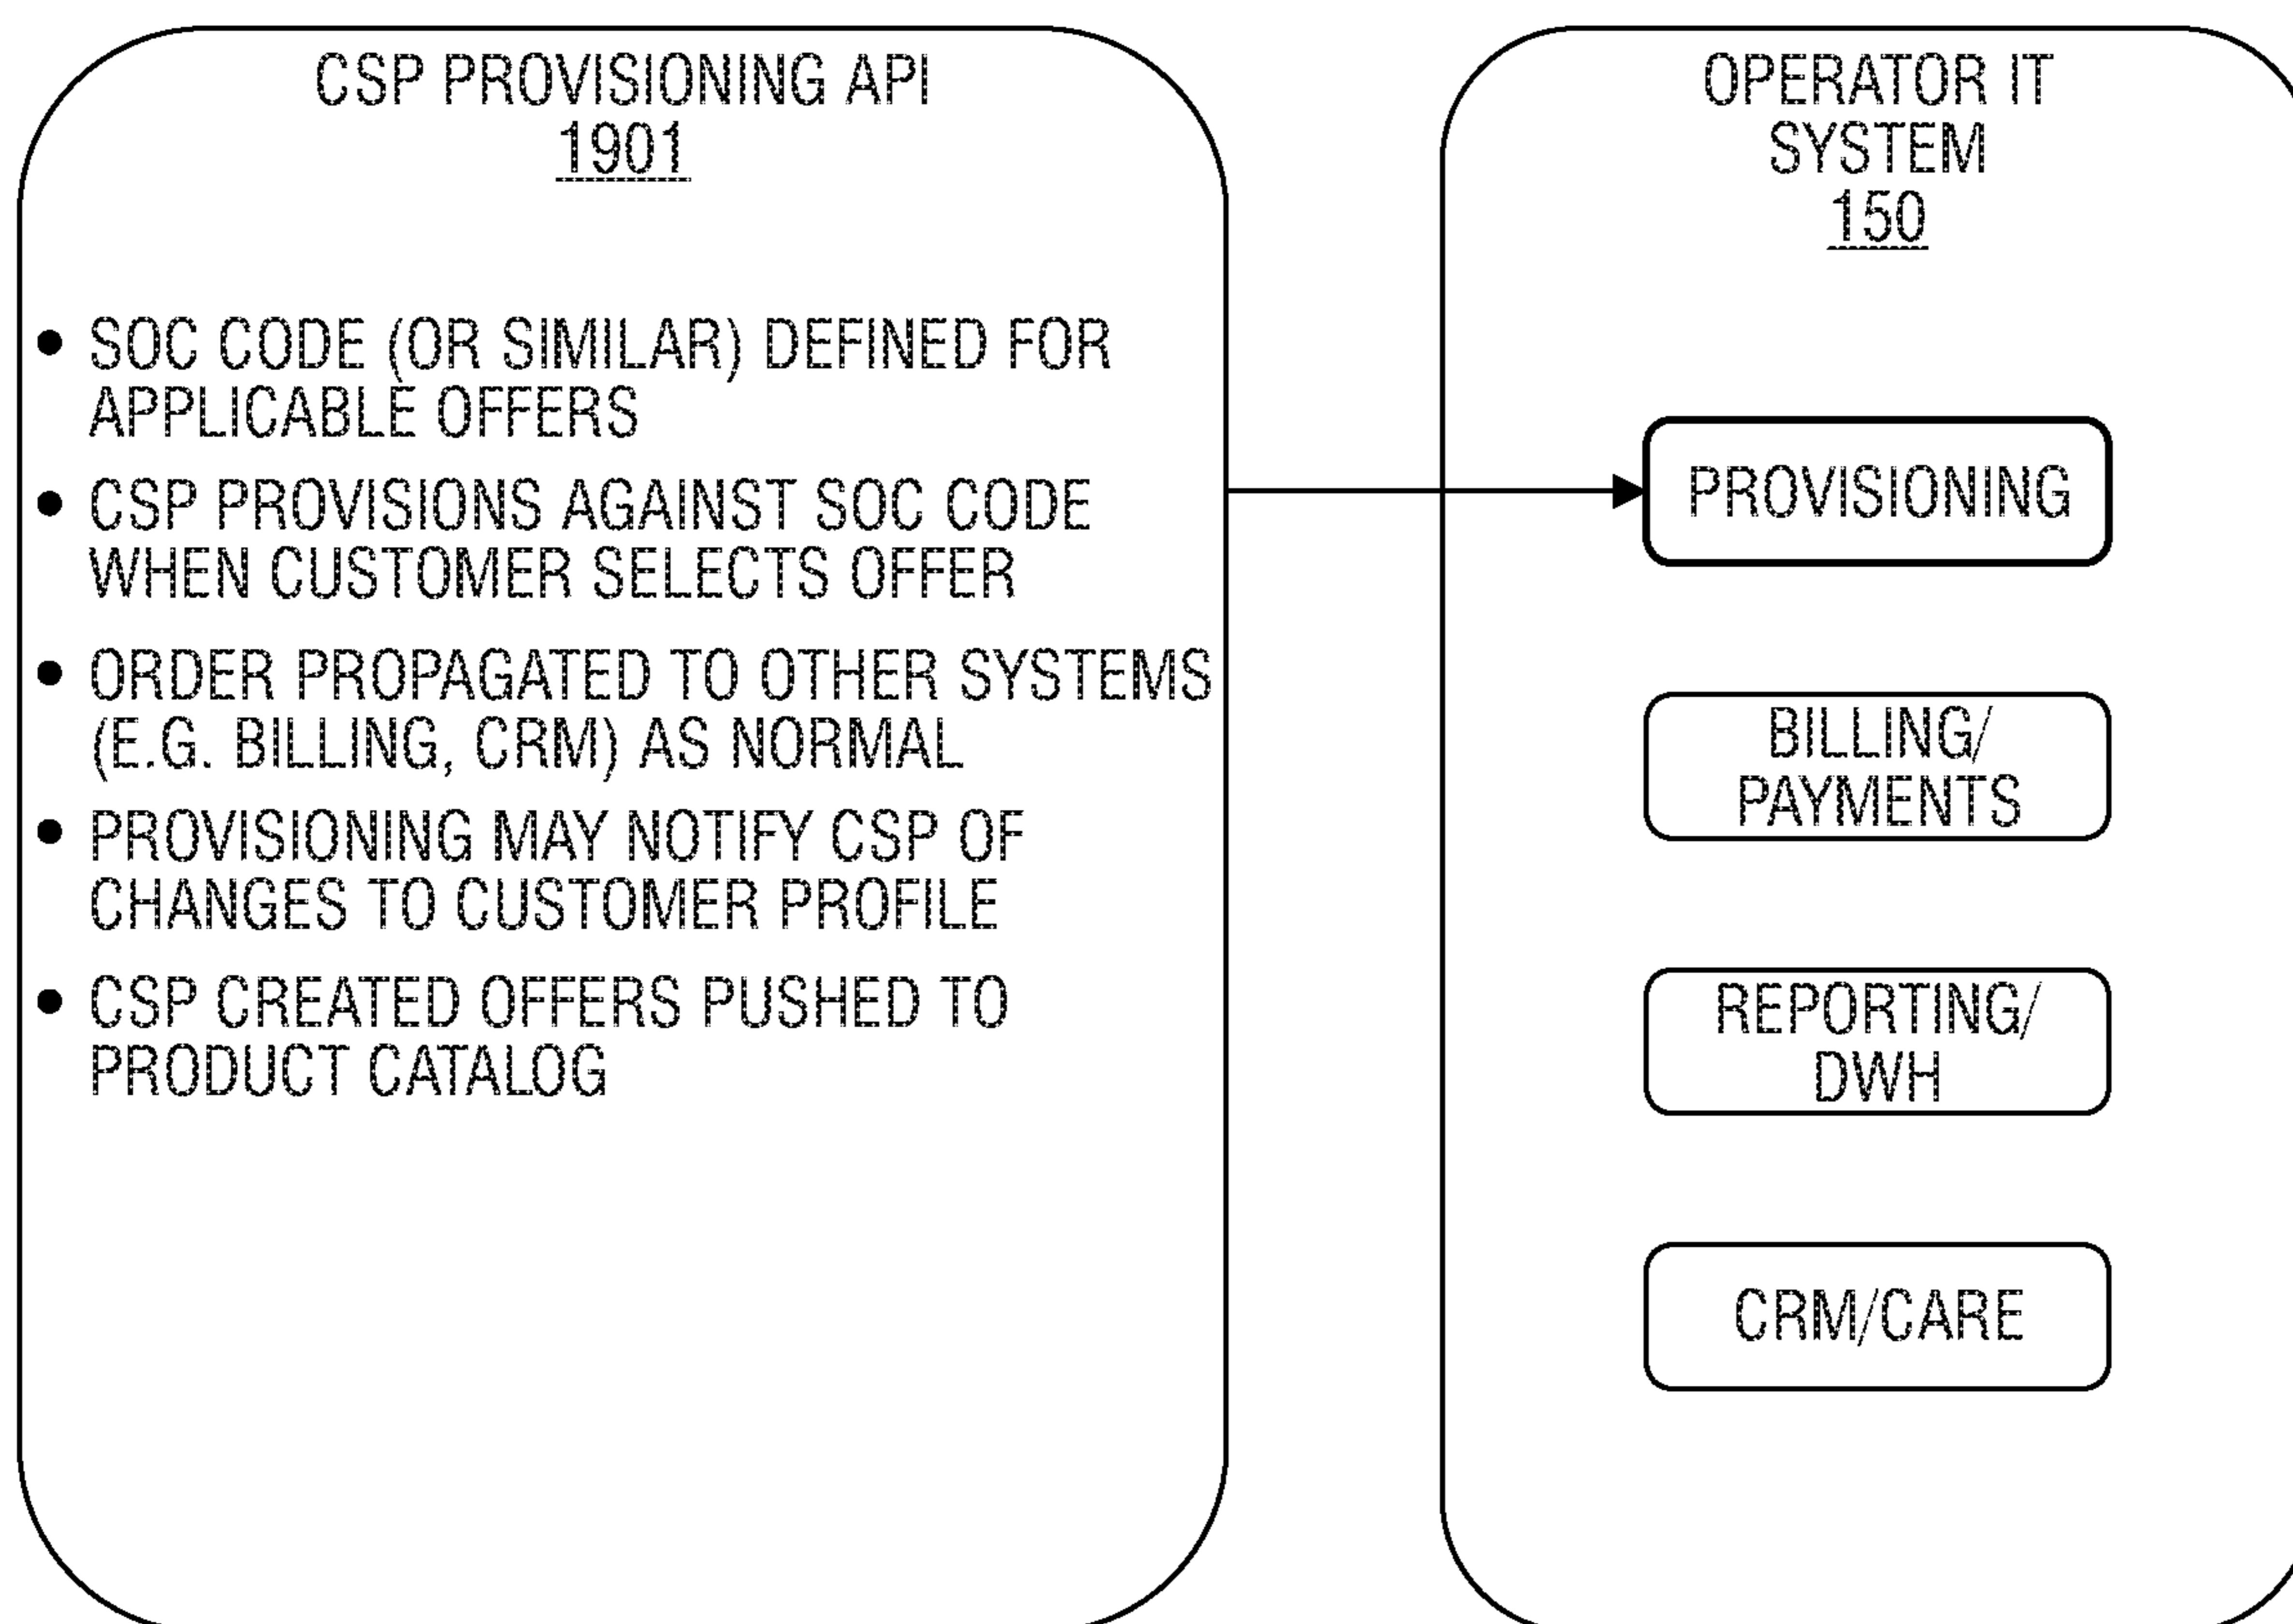 CSP PROVISIONING API
1901
• SOC CODE (OR SIMILAR) DEFINED FOR
APPLICABLE OFFERS
• CSP PROVISIONS AGAINST SOC CODE
WHEN CUSTOMER SELECTS OFFER
• ORDER PROPAGATED TO OTHER SYSTEMS
(E.G. BILLING, CRM) AS NORMAL
• PROVISIONING MAY NOTIFY CSP OF
CHANGES TO CUSTOMER PROFILE
• CSP CREATED OFFERS PUSHED TO
PRODUCT CATALOG
OPERATOR IT
SYSTEM
150
PROVISIONING
BILLING/
PAYMENTS
REPORTING/
DWH
CRM/CARE